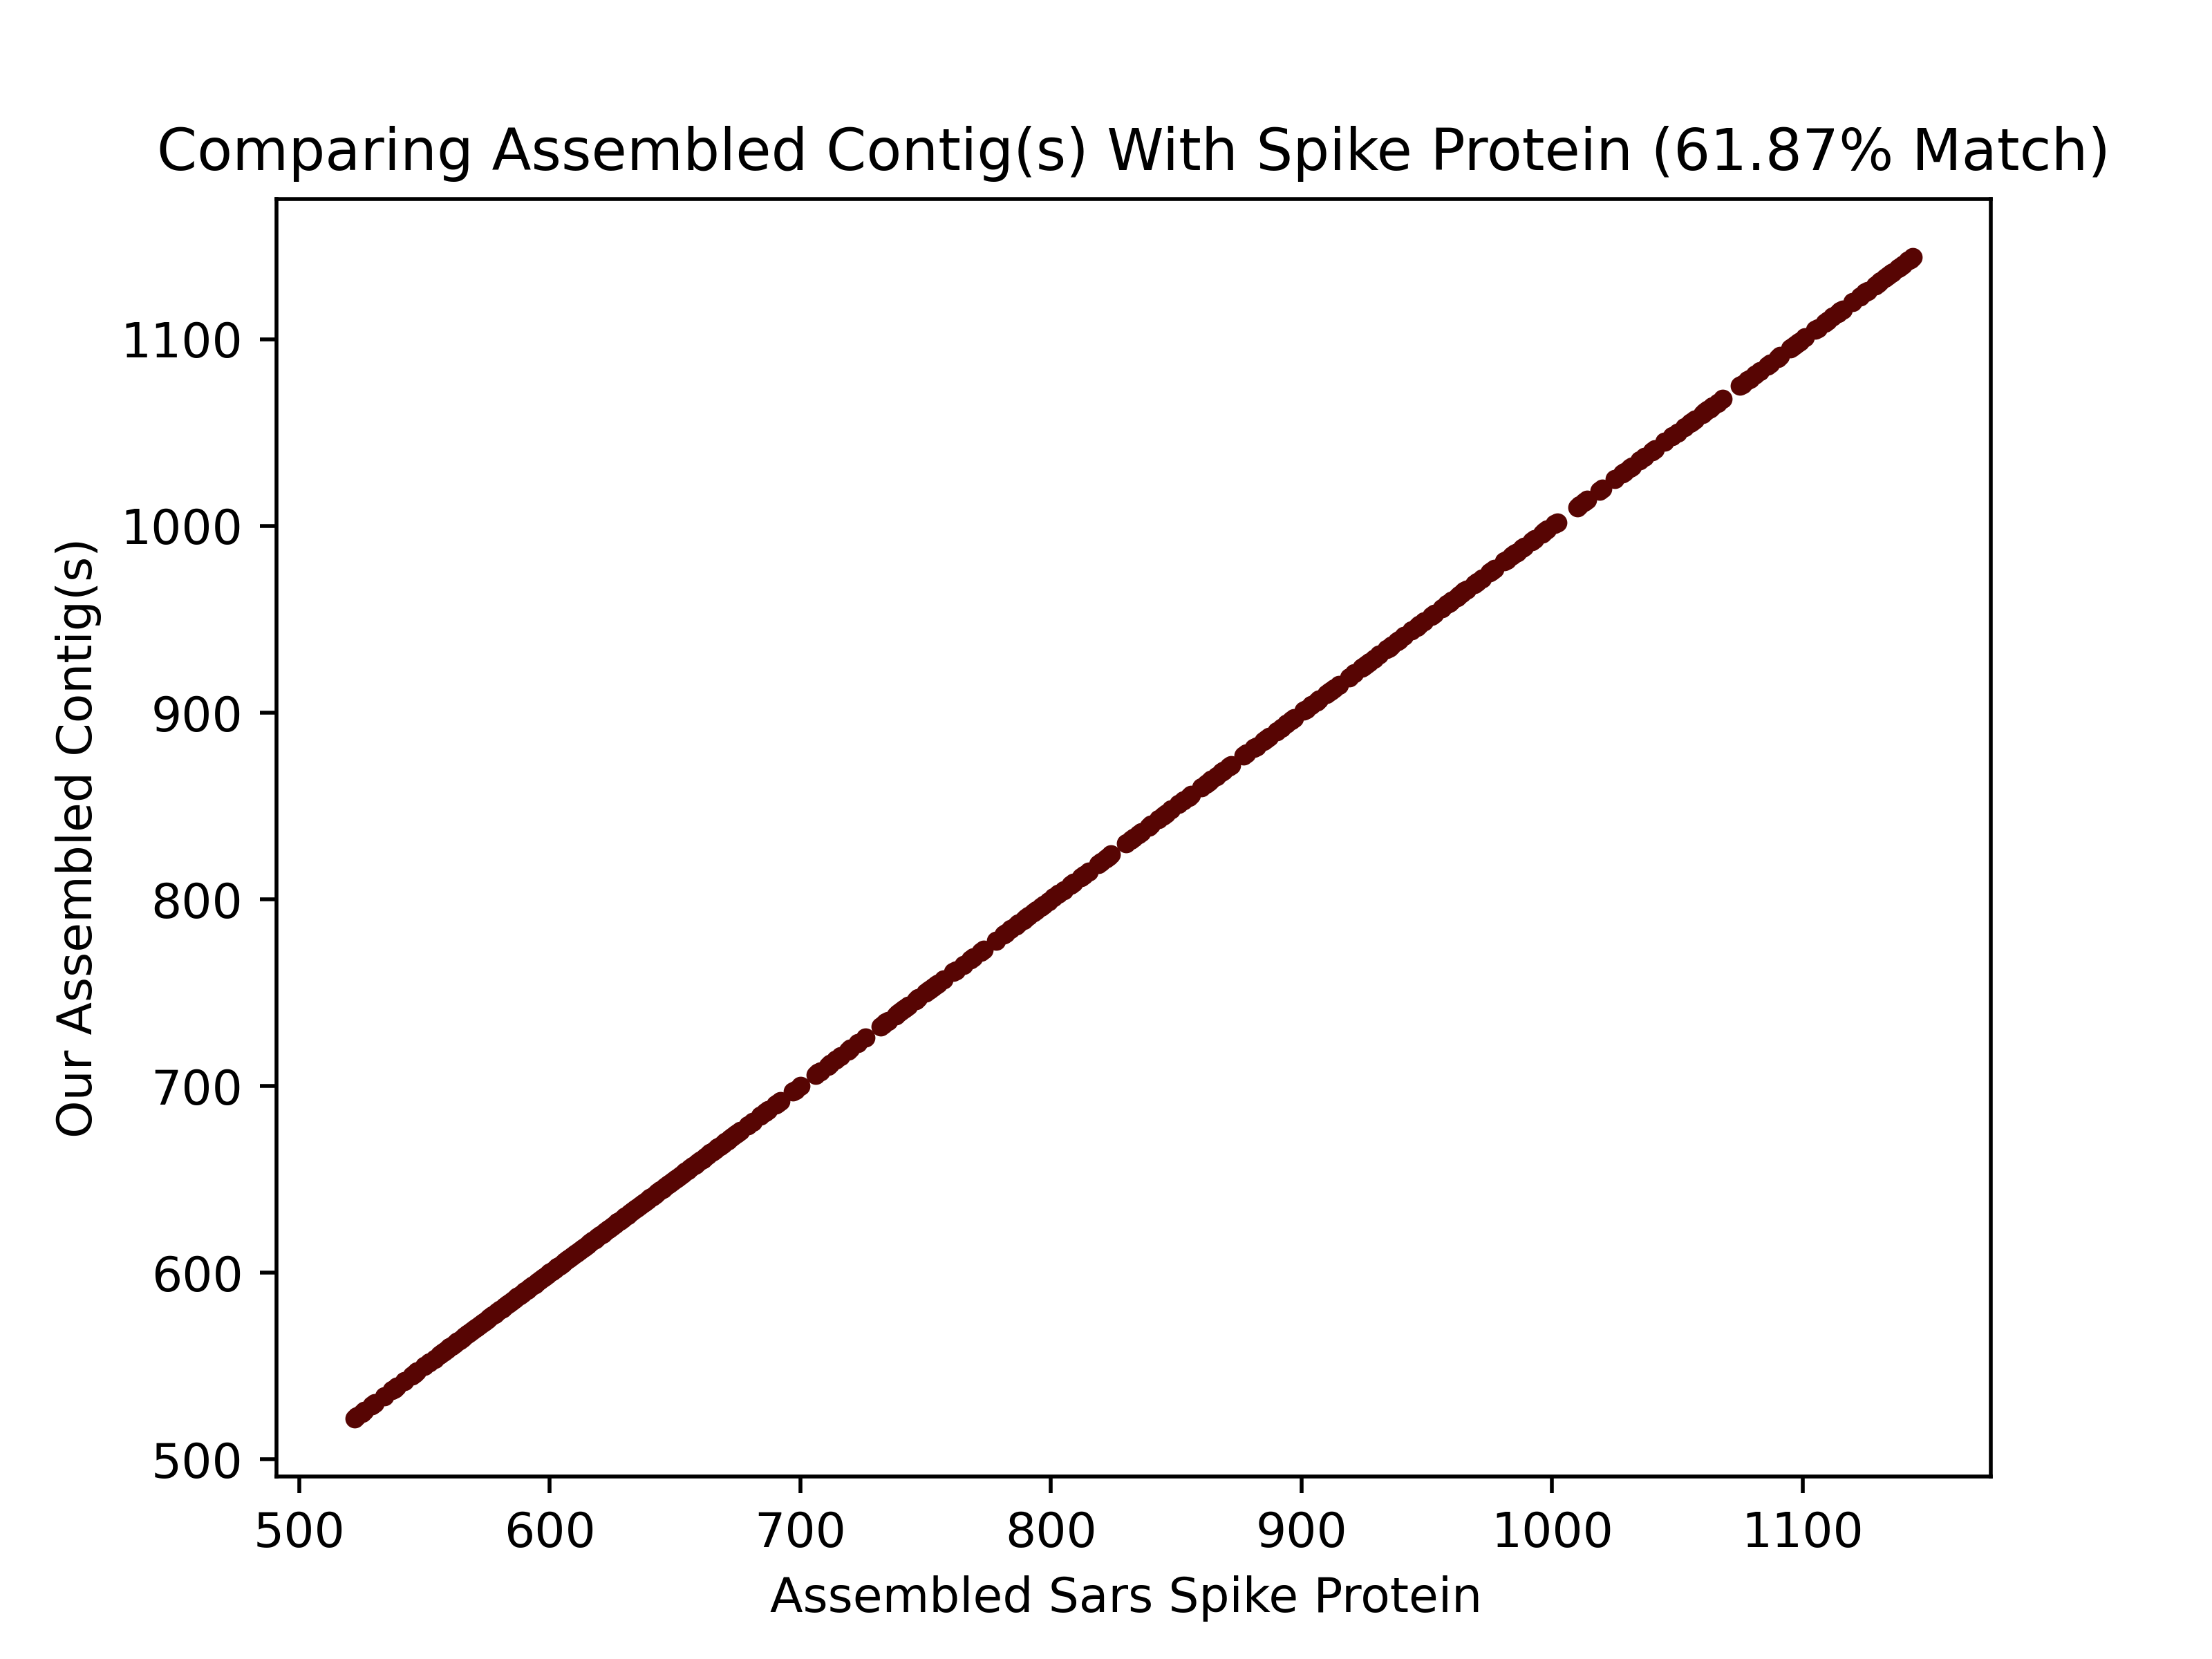 Comparing Assembled Contig(s) With Spike Protein (61.87% Match)
Our Assembled Contig(s)
1100
1000
900
800
700
600
500
500 600 700 800 900 1000 1100
Assembled Sars Spike Protein